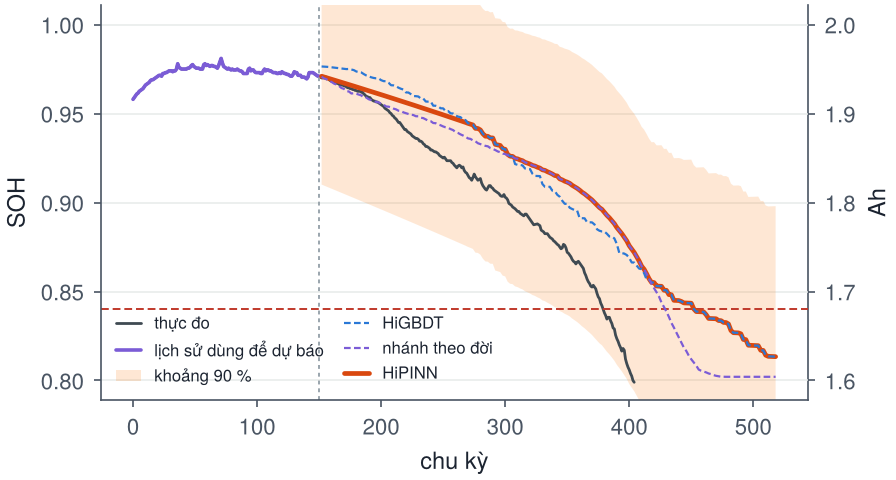 1.00
0.95
0.90
0.85
0.80
SOH
2.0
1.9
1.8
1.7
1.6
Ah
thực đo
lịch sử dùng để dự báo
khoảng 90 %
HiGBDT
nhánh theo đời
HiPINN
0
100
200
300
400
500
chu kỳ